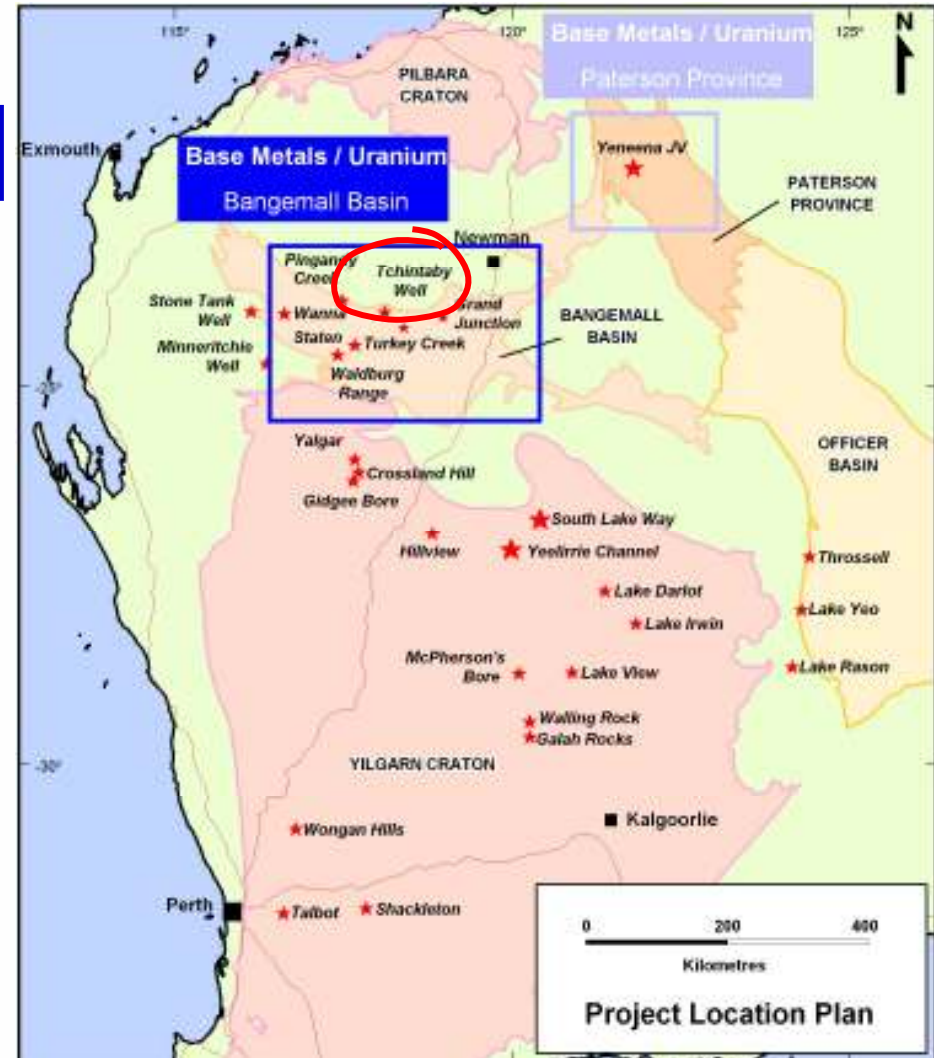 115°
120°
125°
N
Base Metals / Uranium
Paterson Province
PILBARA
CRATON
Exmouth
Base Metals / Uranium
Bangemall Basin
Yeneena JV
PATERSON
PROVINCE
Newman
Pingandy
Creek
Tchintaby
Well
Stone Tank
Well
Wanna
Grand
Junction
BANGEMALL
BASIN
Staten
Turkey Creek
Minneritchie
Well
Waldburg
Range
-25°
Yalgar
Crossland Hill
Gidgee Bore
OFFICER
BASIN
South Lake Way
Hillview
Yeelirrie Channel
Throssell
Lake Darlot
Lake Yeo
Lake Irwin
McPherson's
Bore
Lake View
Lake Rason
Walling Rock
Galah Rocks
-30°
YILGARN CRATON
Wongan Hills
Kalgoorlie
Perth
Talbot
Shackleton
0 200 400
Kilometres
Project Location Plan